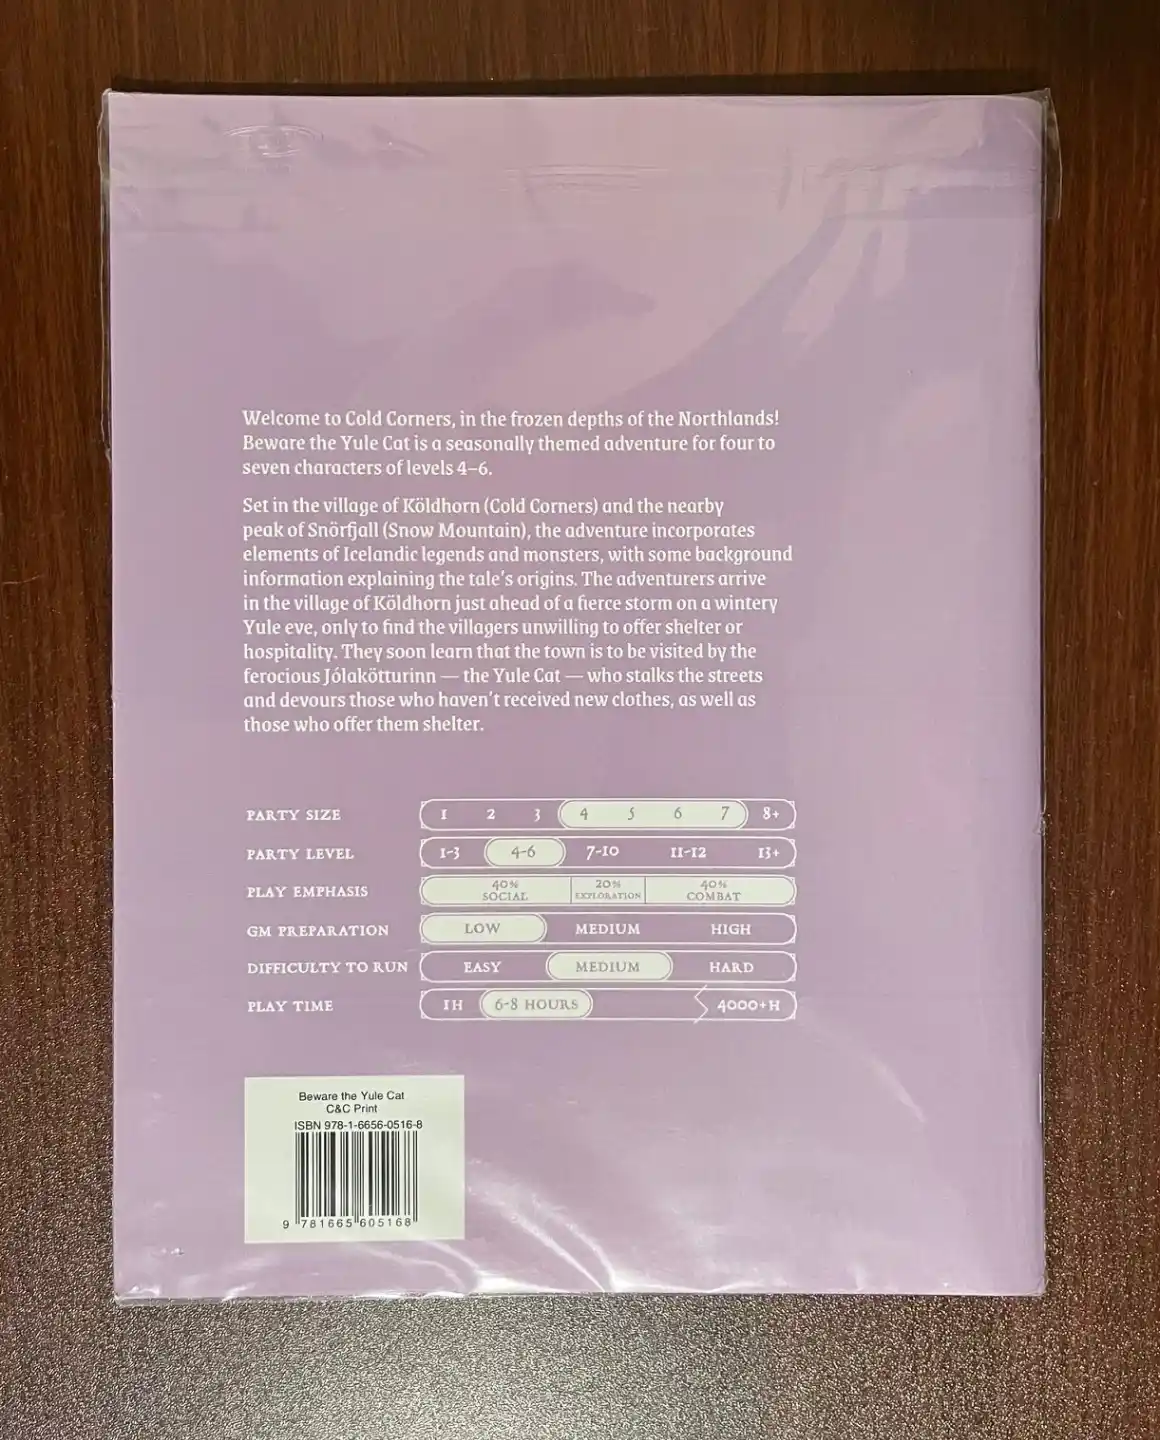 Welcome to Cold Corners, in the frozen depths of the Northlands!
Beware the Yule Cat is a seasonally themed adventure for four to
seven characters of levels 4–6.
Set in the village of Köldhorn (Cold Corners) and the nearby
peak of Snörfjall (Snow Mountain), the adventure incorporates
elements of Icelandic legends and monsters, with some background
information explaining the tale's origins. The adventurers arrive
in the village of Köldhorn just ahead of a fierce storm on a wintery
Yule eve, only to find the villagers unwilling to offer shelter or
hospitality. They soon learn that the town is to be visited by the
ferocious Jólakötturinn — the Yule Cat — who stalks the streets
and devours those who haven't received new clothes, as well as
those who offer them shelter.
PARTY SIZE 1 2 3 4 5 6 7 8+
PARTY LEVEL 1-3 4-6 7-10 11-12 13+
PLAY EMPHASIS 40% SOCIAL 20% EXPLORATION 40% COMBAT
GM PREPARATION LOW MEDIUM HIGH
DIFFICULTY TO RUN EASY MEDIUM HARD
PLAY TIME 1H 6-8 HOURS 4000+H
Beware the Yule Cat
C&C Print
ISBN 978-1-6656-0516-8
9 781665 605168